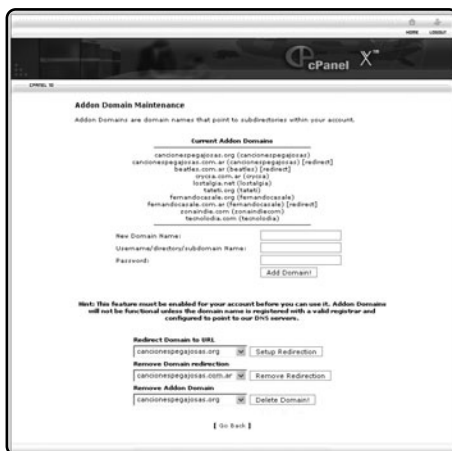 HOME LOGOUT
cPanel X™
CPANEL 10
Addon Domain Maintenance
Addon Domains are domain names that point to subdirectories within your account.
Current Addon Domains
cancionespegajosas.org (cancionespegajosas)
cancionespegajosas.com.ar (cancionespegajosas) [redirect]
beatles.com.ar (beatles) [redirect]
crycsa.com.ar (crycsa)
lostalgia.net (lostalgia)
tateti.org (tateti)
fernandocasale.org (fernandocasale)
fernandocasale.com.ar (fernandocasale) [redirect]
zonaindie.com (zonaindiecom)
tecnolodia.com (tecnolodia)
New Domain Name:
Username/directory/subdomain Name:
Password:
Add Domain!
Hint: This feature must be enabled for your account before you can use it. Addon Domains
will not be functional unless the domain name is registered with a valid registrar and
configured to point to our DNS servers.
Redirect Domain to URL
cancionespegajosas.org Setup Redirection
Remove Domain redirection
cancionespegajosas.com.ar Remove Redirection
Remove Addon Domain
cancionespegajosas.org Delete Domain!
[ Go Back ]